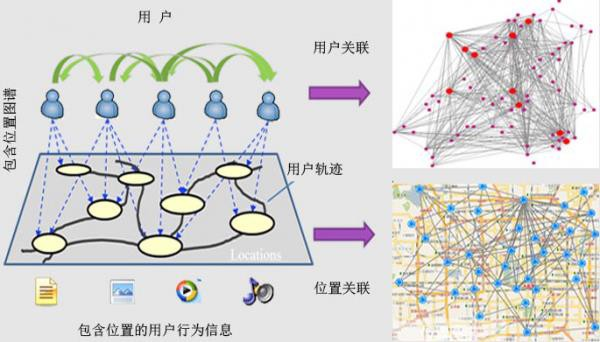 用 户
用户关联
包含位置图谱
用户轨迹
Locations
位置关联
包含位置的用户行为信息